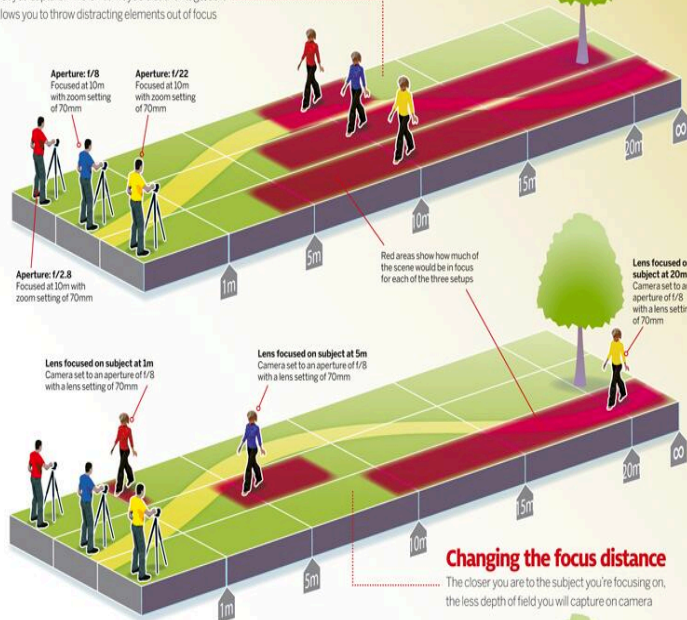 lows you to throw distracting elements out of focus
Aperture: f/8
Focused at 10m
with zoom setting
of 70mm
Aperture: f/22
Focused at 10m
with zoom setting
of 70mm
Aperture: f/2.8
Focused at 10m with
zoom setting of 70mm
1m
5m
10m
15m
20m
∞
Red areas show how much of
the scene would be in focus
for each of the three setups
Lens focused o
subject at 20m
Camera set to a
aperture of f/8
with a lens settin
of 70mm
Lens focused on subject at 1m
Camera set to an aperture of f/8
with a lens setting of 70mm
Lens focused on subject at 5m
Camera set to an aperture of f/8
with a lens setting of 70mm
1m
5m
10m
15m
20m
∞
Changing the focus distance
The closer you are to the subject you're focusing on,
the less depth of field you will capture on camera